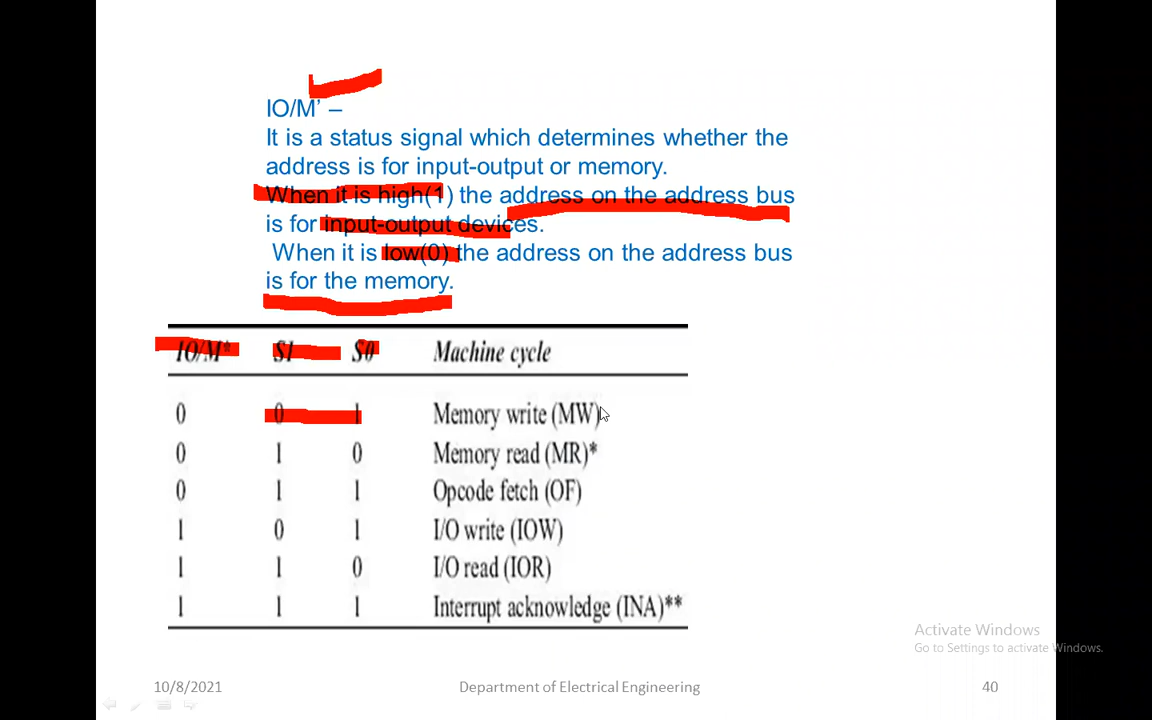 IO/M’ –
It is a status signal which determines whether the
address is for input-output or memory.
When it is high(1) the address on the address bus
is for input-output devices.
When it is low(0) the address on the address bus
is for the memory.
IO/M* S1 S0 Machine cycle
0 0 1 Memory write (MW)
0 1 0 Memory read (MR)*
0 1 1 Opcode fetch (OF)
1 0 1 I/O write (IOW)
1 1 0 I/O read (IOR)
1 1 1 Interrupt acknowledge (INA)**
Activate Windows
Go to Settings to activate Windows.
10/8/2021 Department of Electrical Engineering 40